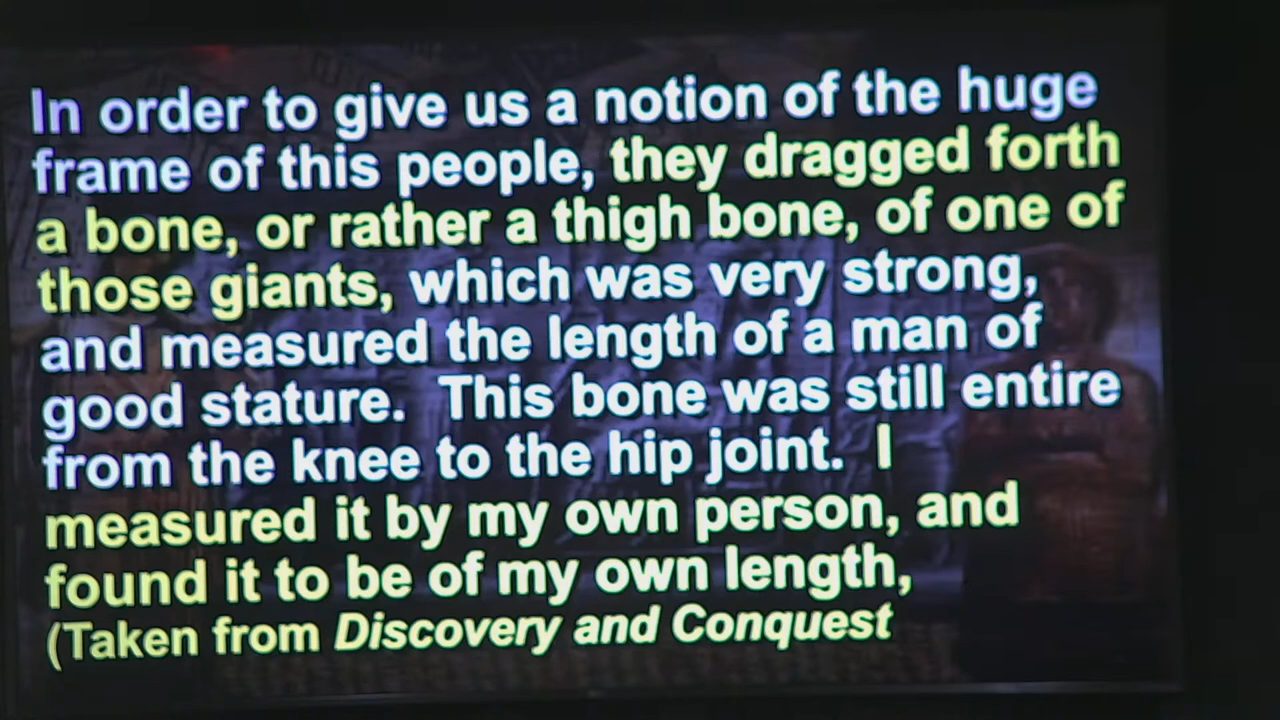 In order to give us a notion of the huge
frame of this people, they dragged forth
a bone, or rather a thigh bone, of one of
those giants, which was very strong,
and measured the length of a man of
good stature.  This bone was still entire
from the knee to the hip joint.  I
measured it by my own person, and
found it to be of my own length,
(Taken from Discovery and Conquest